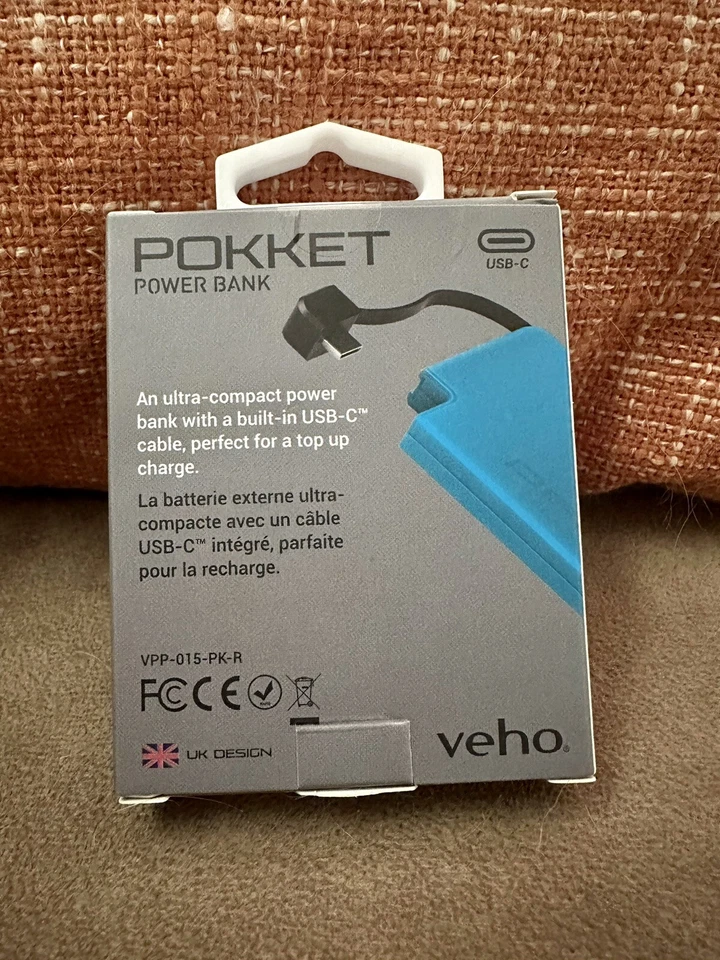 POKKET
POWER BANK
USB-C
An ultra-compact power
bank with a built-in USB-C™
cable, perfect for a top up
charge.
La batterie externe ultra-
compacte avec un câble
USB-C™ intégré, parfaite
pour la recharge.
VPP-015-PK-R
FC CE
UK DESIGN
veho®